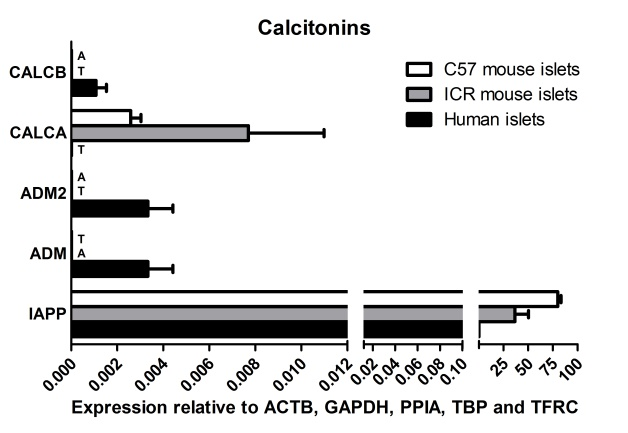 Calcitonins
C57 mouse islets
ICR mouse islets
Human islets
CALCB
A
T
CALCA
T
ADM2
A
T
ADM
T
A
IAPP
0.000 0.002 0.004 0.006 0.008 0.010 0.012 0.02 0.04 0.06 0.08 0.10 25 50 75 100
Expression relative to ACTB, GAPDH, PPIA, TBP and TFRC